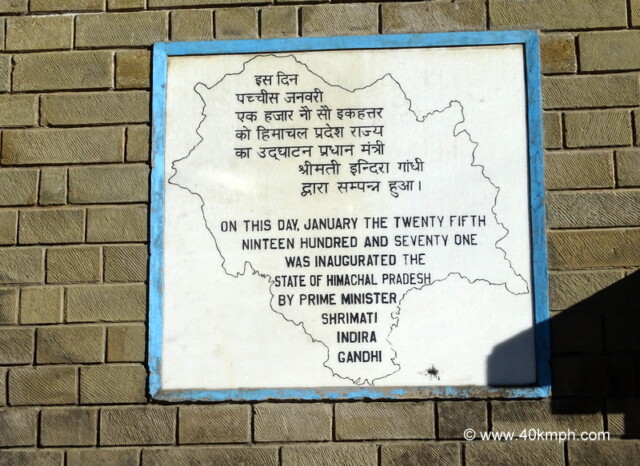 इस दिन
पच्चीस जनवरी
एक हजार नौ सौ इकहत्तर
को हिमाचल प्रदेश राज्य
का उद्घाटन प्रधान मंत्री
श्रीमती इन्दिरा गांधी
द्वारा सम्पन्न हुआ।
ON THIS DAY, JANUARY THE TWENTY FIFTH
NINTEEN HUNDRED AND SEVENTY ONE
WAS INAUGURATED THE
STATE OF HIMACHAL PRADESH
BY PRIME MINISTER
SHRIMATI
INDIRA
GANDHI
© www.40kmph.com